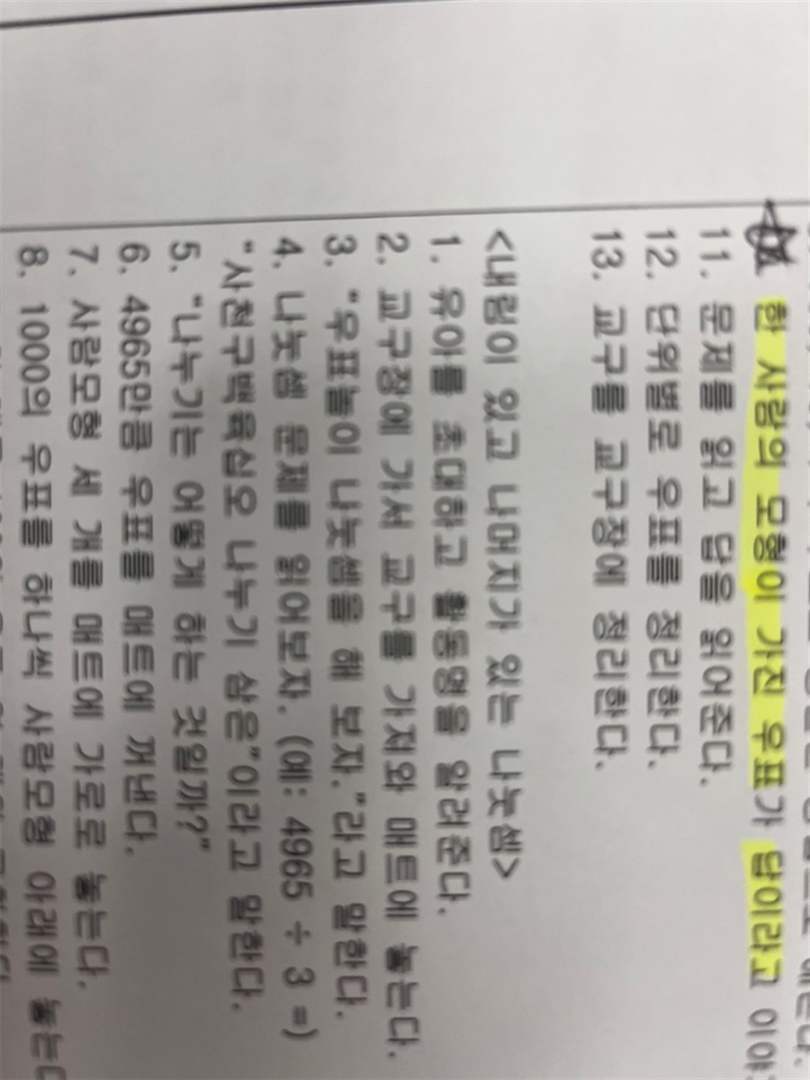 한 사람의 모형이 가진 우표가 답이라고 이야
11. 문제를 읽고 답을 읽어준다.
12. 단위별로 우표를 정리한다.
13. 교구를 교구장에 정리한다.
<내림이 있고 나머지가 있는 나눗셈>
1. 유아를 초대하고 활동명을 알려준다.
2. 교구장에 가서 교구를 가져와 매트에 놓는다.
3. "우표놀이 나눗셈을 해 보자."라고 말한다.
4. 나눗셈 문제를 읽어보자. (예: 4965 ÷ 3 =)
"사천구백육십오 나누기 삼은"이라고 말한다.
5. "나누기는 어떻게 하는 것일까?"
6. 4965만큼 우표를 매트에 꺼낸다.
7. 사람모형 세 개를 매트에 가로로 놓는다.
8. 1000의 우표를 하나씩 사람모형 아래에 놓는다